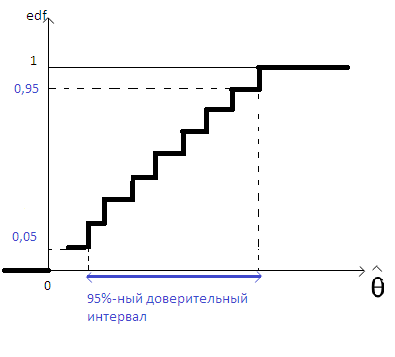 edf
1
0,95
0,05
0
θ̂
95%-ный доверительный
интервал